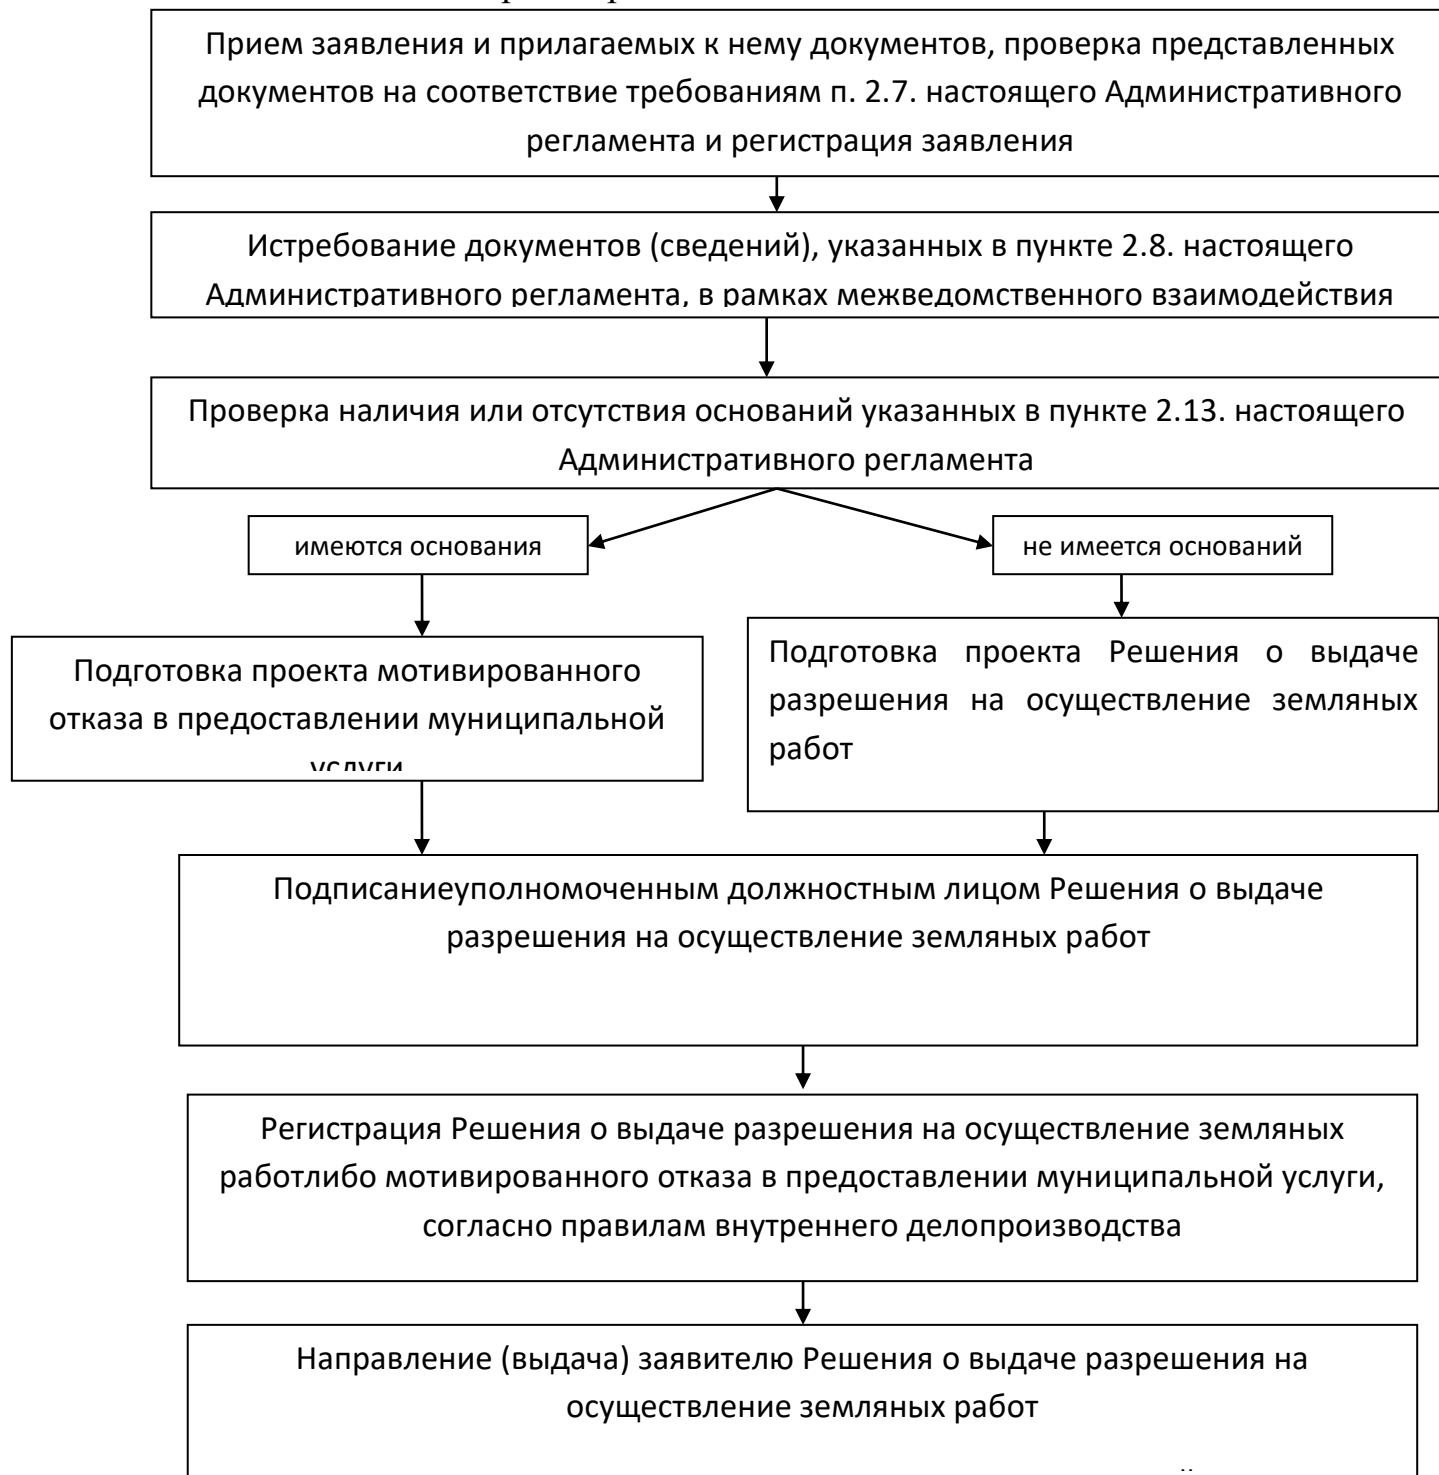 Прием заявления и прилагаемых к нему документов, проверка представленных
документов на соответствие требованиям п. 2.7. настоящего Административного
регламента и регистрация заявления
Истребование документов (сведений), указанных в пункте 2.8. настоящего
Административного регламента, в рамках межведомственного взаимодействия
Проверка наличия или отсутствия оснований указанных в пункте 2.13. настоящего
Административного регламента
имеются основания
не имеется оснований
Подготовка проекта мотивированного
отказа в предоставлении муниципальной
услуги
Подготовка проекта Решения о выдаче
разрешения на осуществление земляных
работ
Подписаниеуполномоченным должностным лицом Решения о выдаче
разрешения на осуществление земляных работ
Регистрация Решения о выдаче разрешения на осуществление земляных
работлибо мотивированного отказа в предоставлении муниципальной услуги,
согласно правилам внутреннего делопроизводства
Направление (выдача) заявителю Решения о выдаче разрешения на
осуществление земляных работ